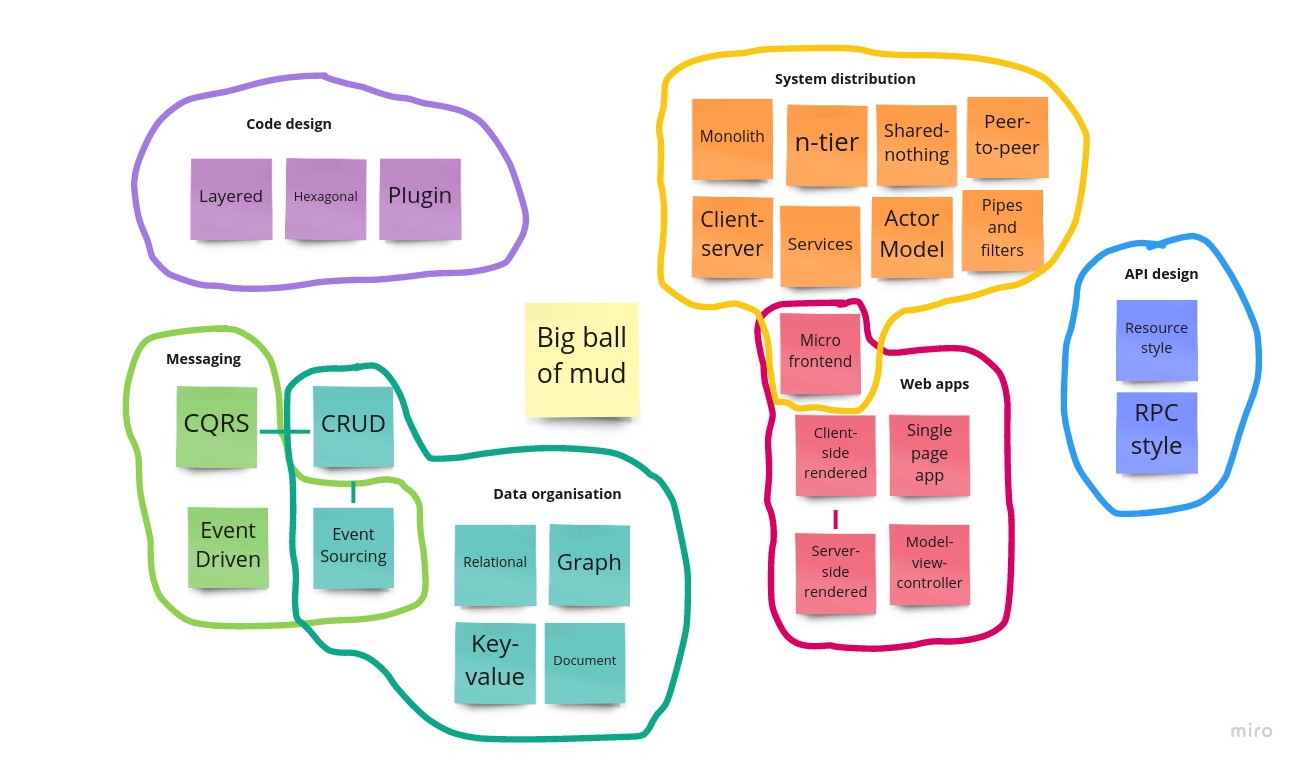 Code design
Layered
Hexagonal
Plugin
System distribution
Monolith
n-tier
Shared-
nothing
Peer-
to-peer
Client-
server
Services
Actor
Model
Pipes
and
filters
API design
Resource
style
RPC
style
Messaging
CQRS
Event
Driven
CRUD
Event
Sourcing
Big ball
of mud
Data organisation
Relational
Graph
Key-
value
Document
Micro
frontend
Web apps
Client-
side
rendered
Single
page
app
Server-
side
rendered
Model-
view-
controller
miro